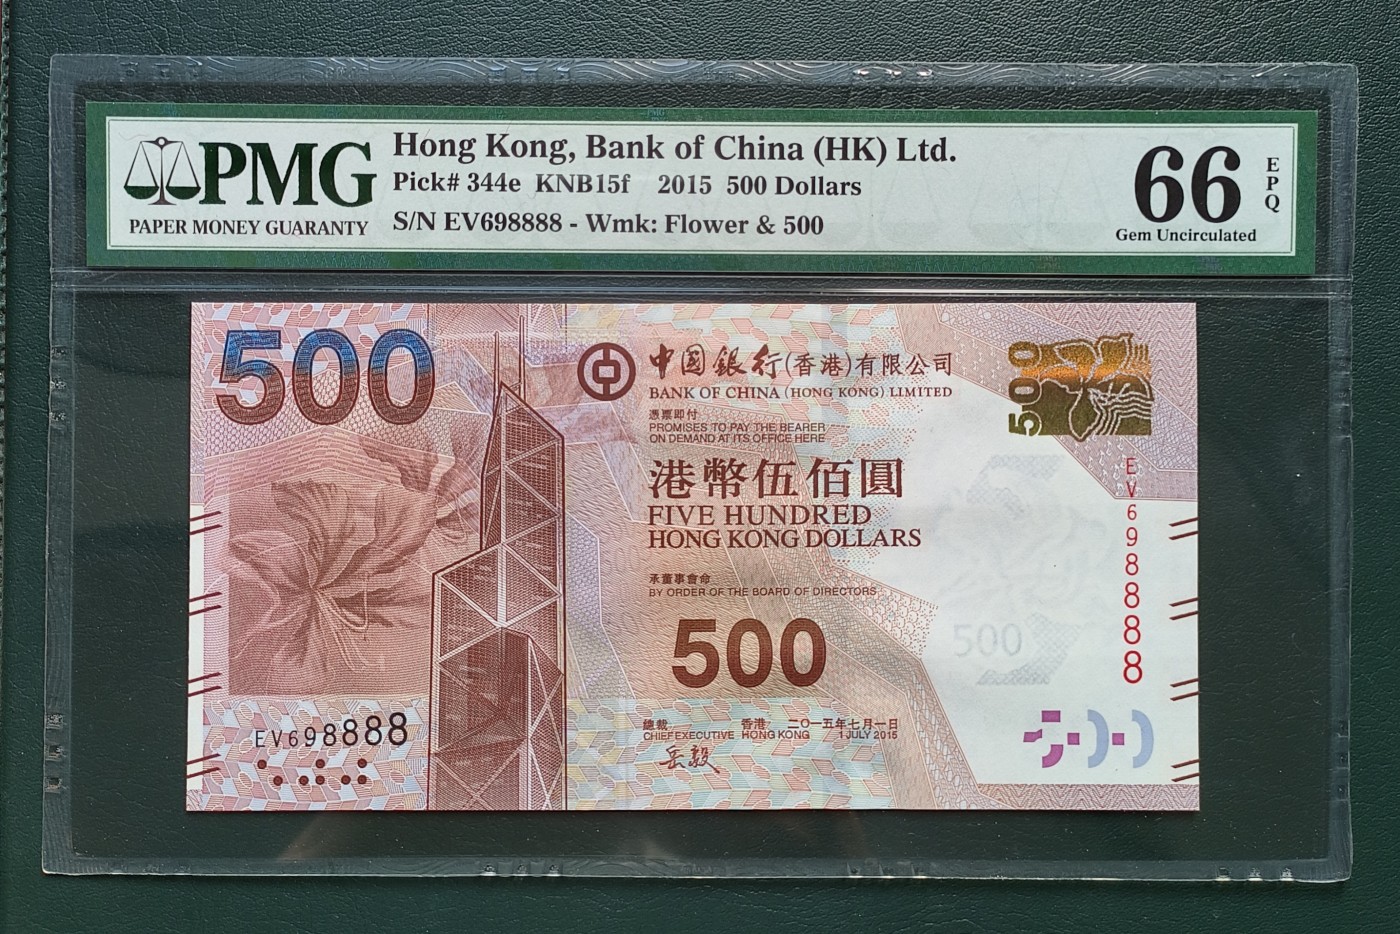 PMG
PAPER MONEY GUARANTY
Hong Kong, Bank of China (HK) Ltd.
Pick# 344e KNB15f 2015 500 Dollars
S/N EV698888 - Wmk: Flower & 500
66
EPQ
Gem Uncirculated
500
中國銀行(香港)有限公司
BANK OF CHINA (HONG KONG) LIMITED
憑票即付
PROMISES TO PAY THE BEARER
ON DEMAND AT ITS OFFICE HERE
港幣伍佰圓
FIVE HUNDRED
HONG KONG DOLLARS
承董事會命
BY ORDER OF THE BOARD OF DIRECTORS
500
總裁 香港 二〇一五年七月一日
CHIEF EXECUTIVE HONG KONG 1 JULY 2015
岳毅
EV698888
500
EV698888
500